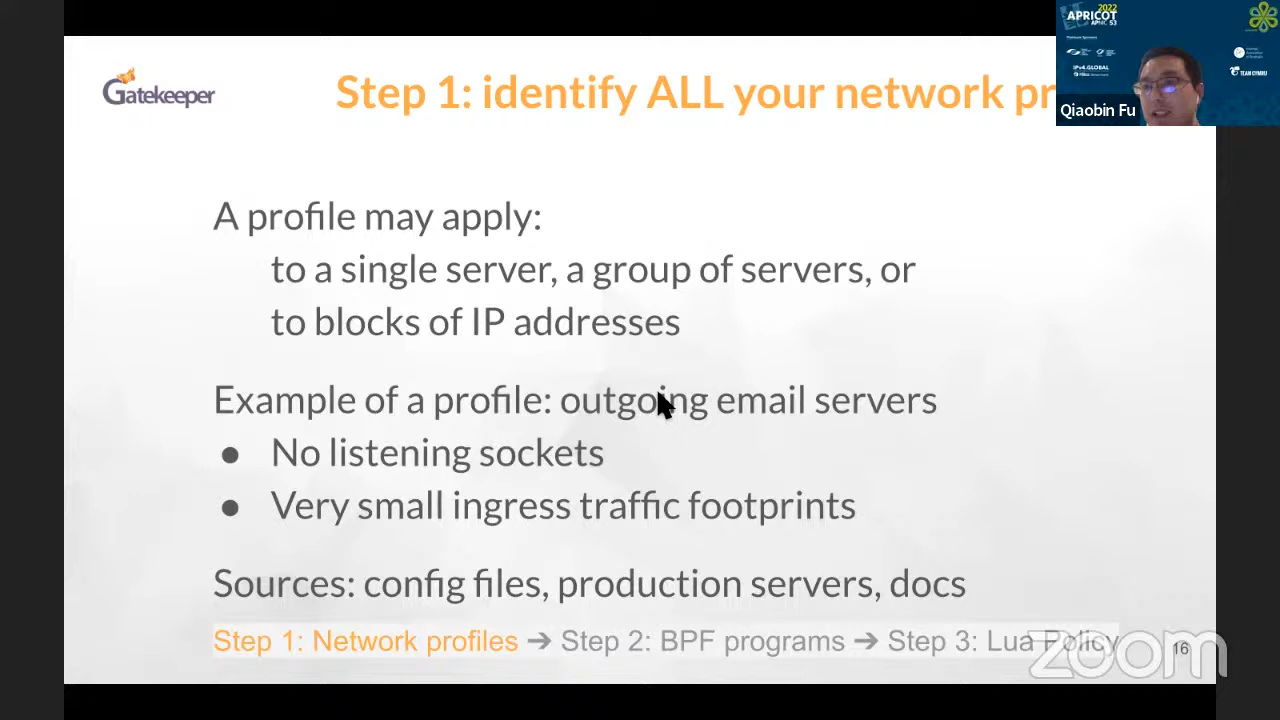 Gatekeeper
Step 1: identify ALL your network pr
A profile may apply:
to a single server, a group of servers, or
to blocks of IP addresses
Example of a profile: outgoing email servers
● No listening sockets
● Very small ingress traffic footprints
Sources: config files, production servers, docs
Step 1: Network profiles ➔ Step 2: BPF programs ➔ Step 3: Lua Policy
16
zoom
2022
APRICOT
APNIC 53
IPv4.GLOBAL
TEAM CYMRU
Qiaobin Fu